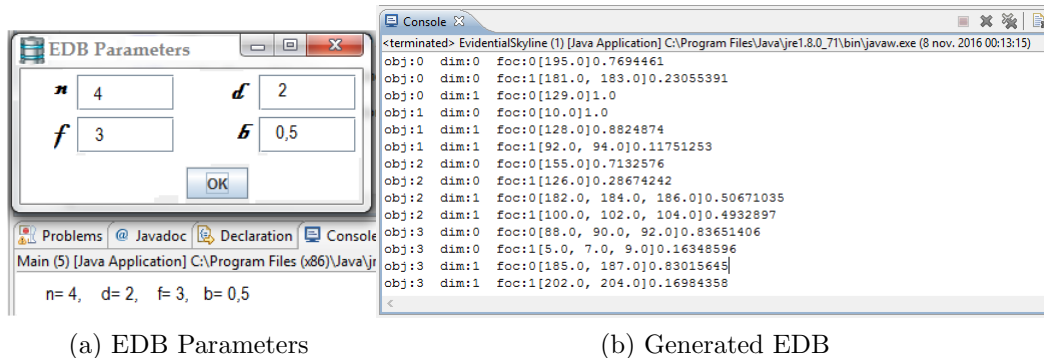 EDB Parameters
n 4 d 2
f 3 b 0,5
OK
Problems @ Javadoc Declaration Console
Main (5) [Java Application] C:\Program Files (x86)\Java\jr
n= 4, d= 2, f= 3, b= 0,5
(a) EDB Parameters
Console
<terminated> EvidentialSkyline (1) [Java Application] C:\Program Files\Java\jre1.8.0_71\bin\javaw.exe (8 nov. 2016 00:13:15)
obj:0 dim:0 foc:0[195.0]0.7694461
obj:0 dim:0 foc:1[181.0, 183.0]0.23055391
obj:0 dim:1 foc:0[129.0]1.0
obj:1 dim:0 foc:0[10.0]1.0
obj:1 dim:1 foc:0[128.0]0.8824874
obj:1 dim:1 foc:1[92.0, 94.0]0.11751253
obj:2 dim:0 foc:0[155.0]0.7132576
obj:2 dim:0 foc:1[126.0]0.28674242
obj:2 dim:1 foc:0[182.0, 184.0, 186.0]0.50671035
obj:2 dim:1 foc:1[100.0, 102.0, 104.0]0.4932897
obj:3 dim:0 foc:0[88.0, 90.0, 92.0]0.83651406
obj:3 dim:0 foc:1[5.0, 7.0, 9.0]0.16348596
obj:3 dim:1 foc:0[185.0, 187.0]0.83015645
obj:3 dim:1 foc:1[202.0, 204.0]0.16984358
(b) Generated EDB